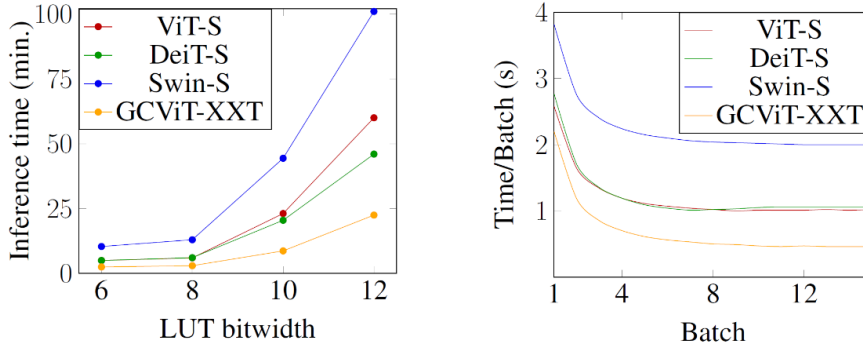 Inference time (min.)
100
75
50
25
0
ViT-S
DeiT-S
Swin-S
GCViT-XXT
6 8 10 12
LUT bitwidth
Time/Batch (s)
4
3
2
1
ViT-S
DeiT-S
Swin-S
GCViT-XXT
1 4 8 12
Batch